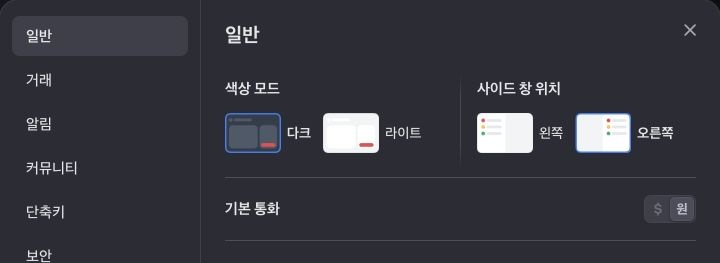 일반
거래
알림
커뮤니티
단축키
보안
일반
색상 모드
다크
라이트
사이드 창 위치
왼쪽
오른쪽
기본 통화
$ 원